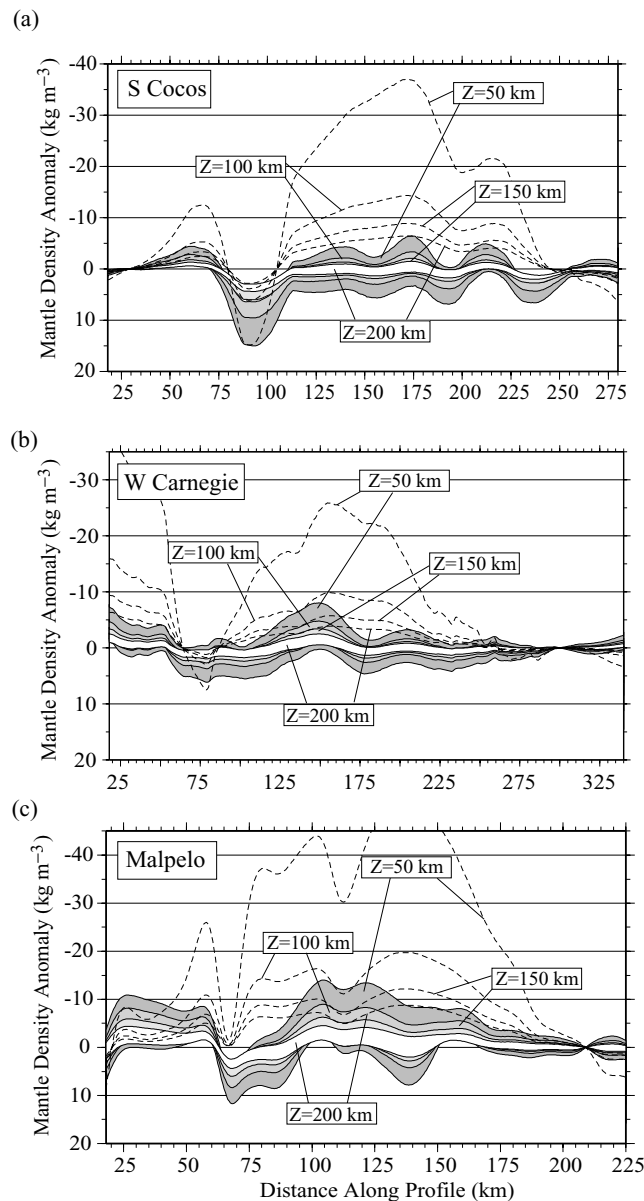 (a)
Mantle Density Anomaly (kg m−3)
-40
-30
-20
-10
0
10
20
S Cocos
Z=50 km
Z=100 km
Z=150 km
Z=200 km
25 50 75 100 125 150 175 200 225 250 275
(b)
Mantle Density Anomaly (kg m−3)
-30
-20
-10
0
10
20
W Carnegie
Z=50 km
Z=100 km
Z=150 km
Z=200 km
25 75 125 175 225 275 325
(c)
Mantle Density Anomaly (kg m−3)
-40
-30
-20
-10
0
10
20
Malpelo
Z=50 km
Z=100 km
Z=150 km
Z=200 km
25 50 75 100 125 150 175 200 225
Distance Along Profile (km)